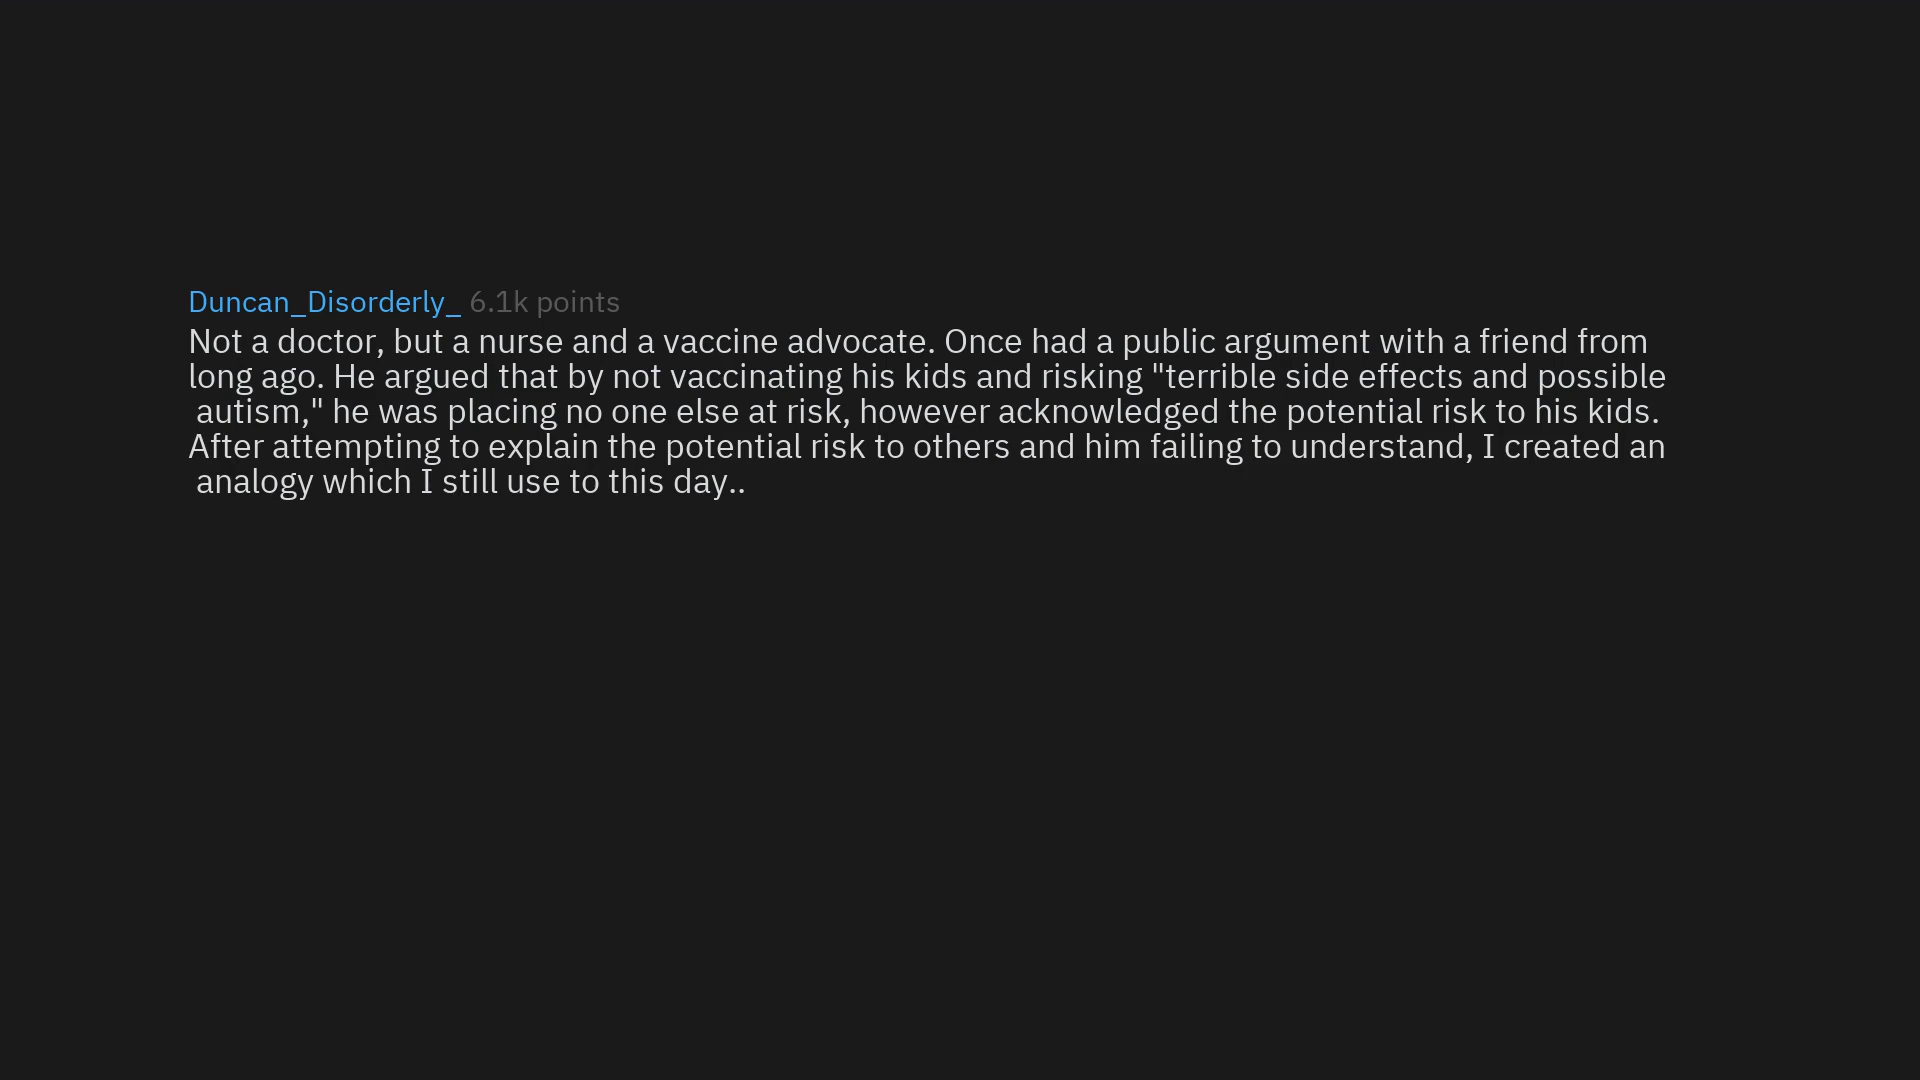 Duncan_Disorderly_ 6.1k points
Not a doctor, but a nurse and a vaccine advocate. Once had a public argument with a friend from
long ago. He argued that by not vaccinating his kids and risking "terrible side effects and possible
autism," he was placing no one else at risk, however acknowledged the potential risk to his kids.
After attempting to explain the potential risk to others and him failing to understand, I created an
analogy which I still use to this day..